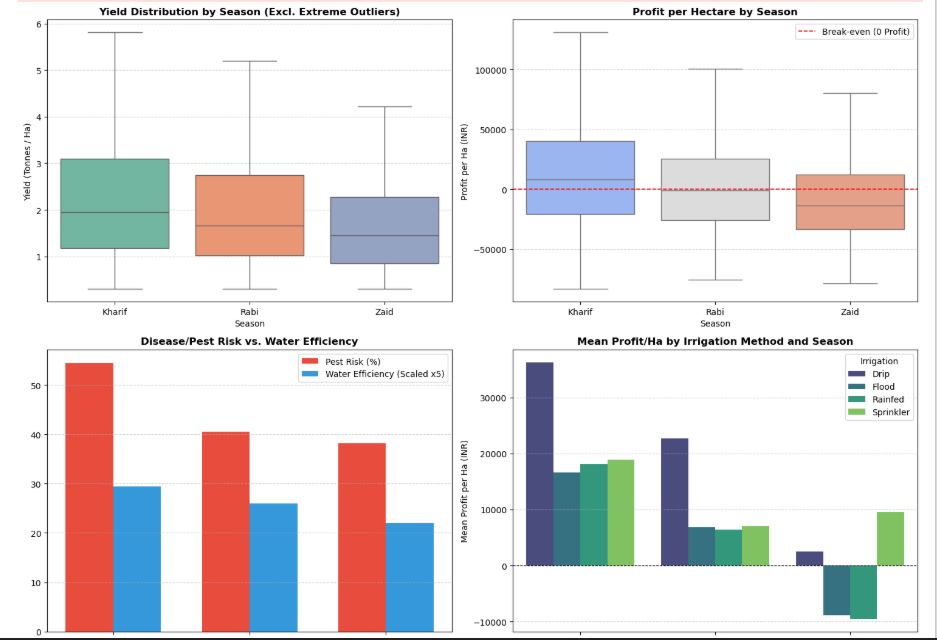 Yield Distribution by Season (Excl. Extreme Outliers)
6
5
4
3
2
1
Yield (Tonnes / Ha)
Kharif
Rabi
Zaid
Season
Profit per Hectare by Season
Break-even (0 Profit)
100000
50000
0
−50000
Profit per Ha (INR)
Kharif
Rabi
Zaid
Season
Disease/Pest Risk vs. Water Efficiency
Pest Risk (%)
Water Efficiency (Scaled x5)
50
40
30
20
10
0
Mean Profit/Ha by Irrigation Method and Season
Irrigation
Drip
Flood
Rainfed
Sprinkler
30000
20000
10000
0
−10000
Mean Profit per Ha (INR)